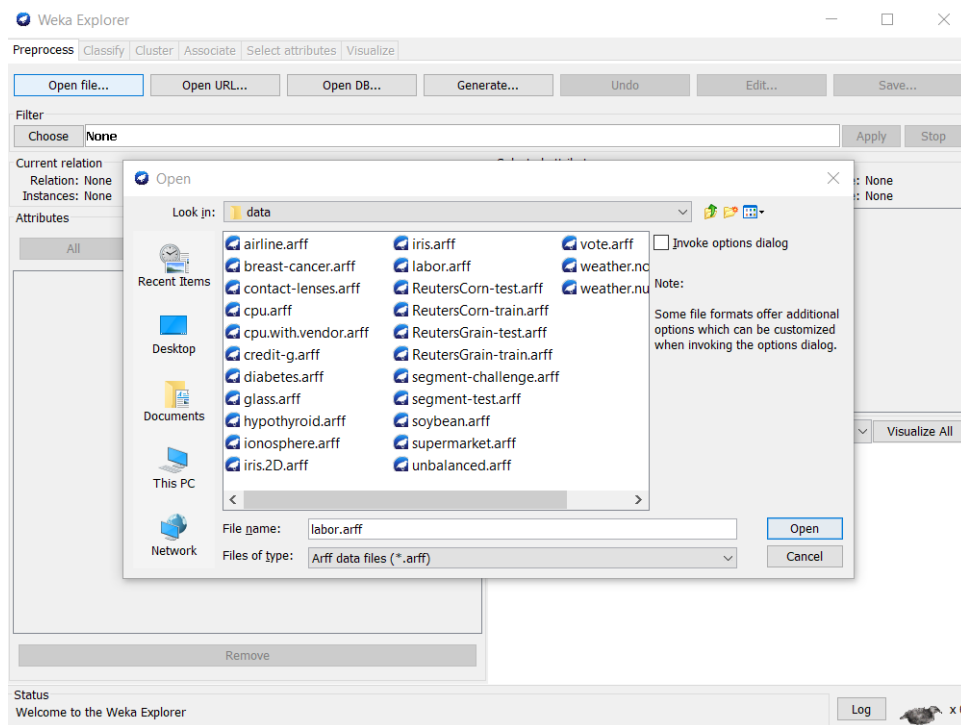 Weka Explorer
Preprocess Classify Cluster Associate Select attributes Visualize
Open file... Open URL... Open DB... Generate... Undo Edit... Save...
Filter
Choose None Apply Stop
Current relation
Relation: None
Instances: None
: None
: None
Attributes
All
Open
Look in: data
Recent Items
Desktop
Documents
This PC
Network
airline.arff
breast-cancer.arff
contact-lenses.arff
cpu.arff
cpu.with.vendor.arff
credit-g.arff
diabetes.arff
glass.arff
hypothyroid.arff
ionosphere.arff
iris.2D.arff
iris.arff
labor.arff
ReutersCorn-test.arff
ReutersCorn-train.arff
ReutersGrain-test.arff
ReutersGrain-train.arff
segment-challenge.arff
segment-test.arff
soybean.arff
supermarket.arff
unbalanced.arff
vote.arff
weather.no
weather.nu
Invoke options dialog
Note:
Some file formats offer additional
options which can be customized
when invoking the options dialog.
File name: labor.arff Open
Files of type: Arff data files (*.arff) Cancel
Visualize All
Remove
Status
Welcome to the Weka Explorer
Log x